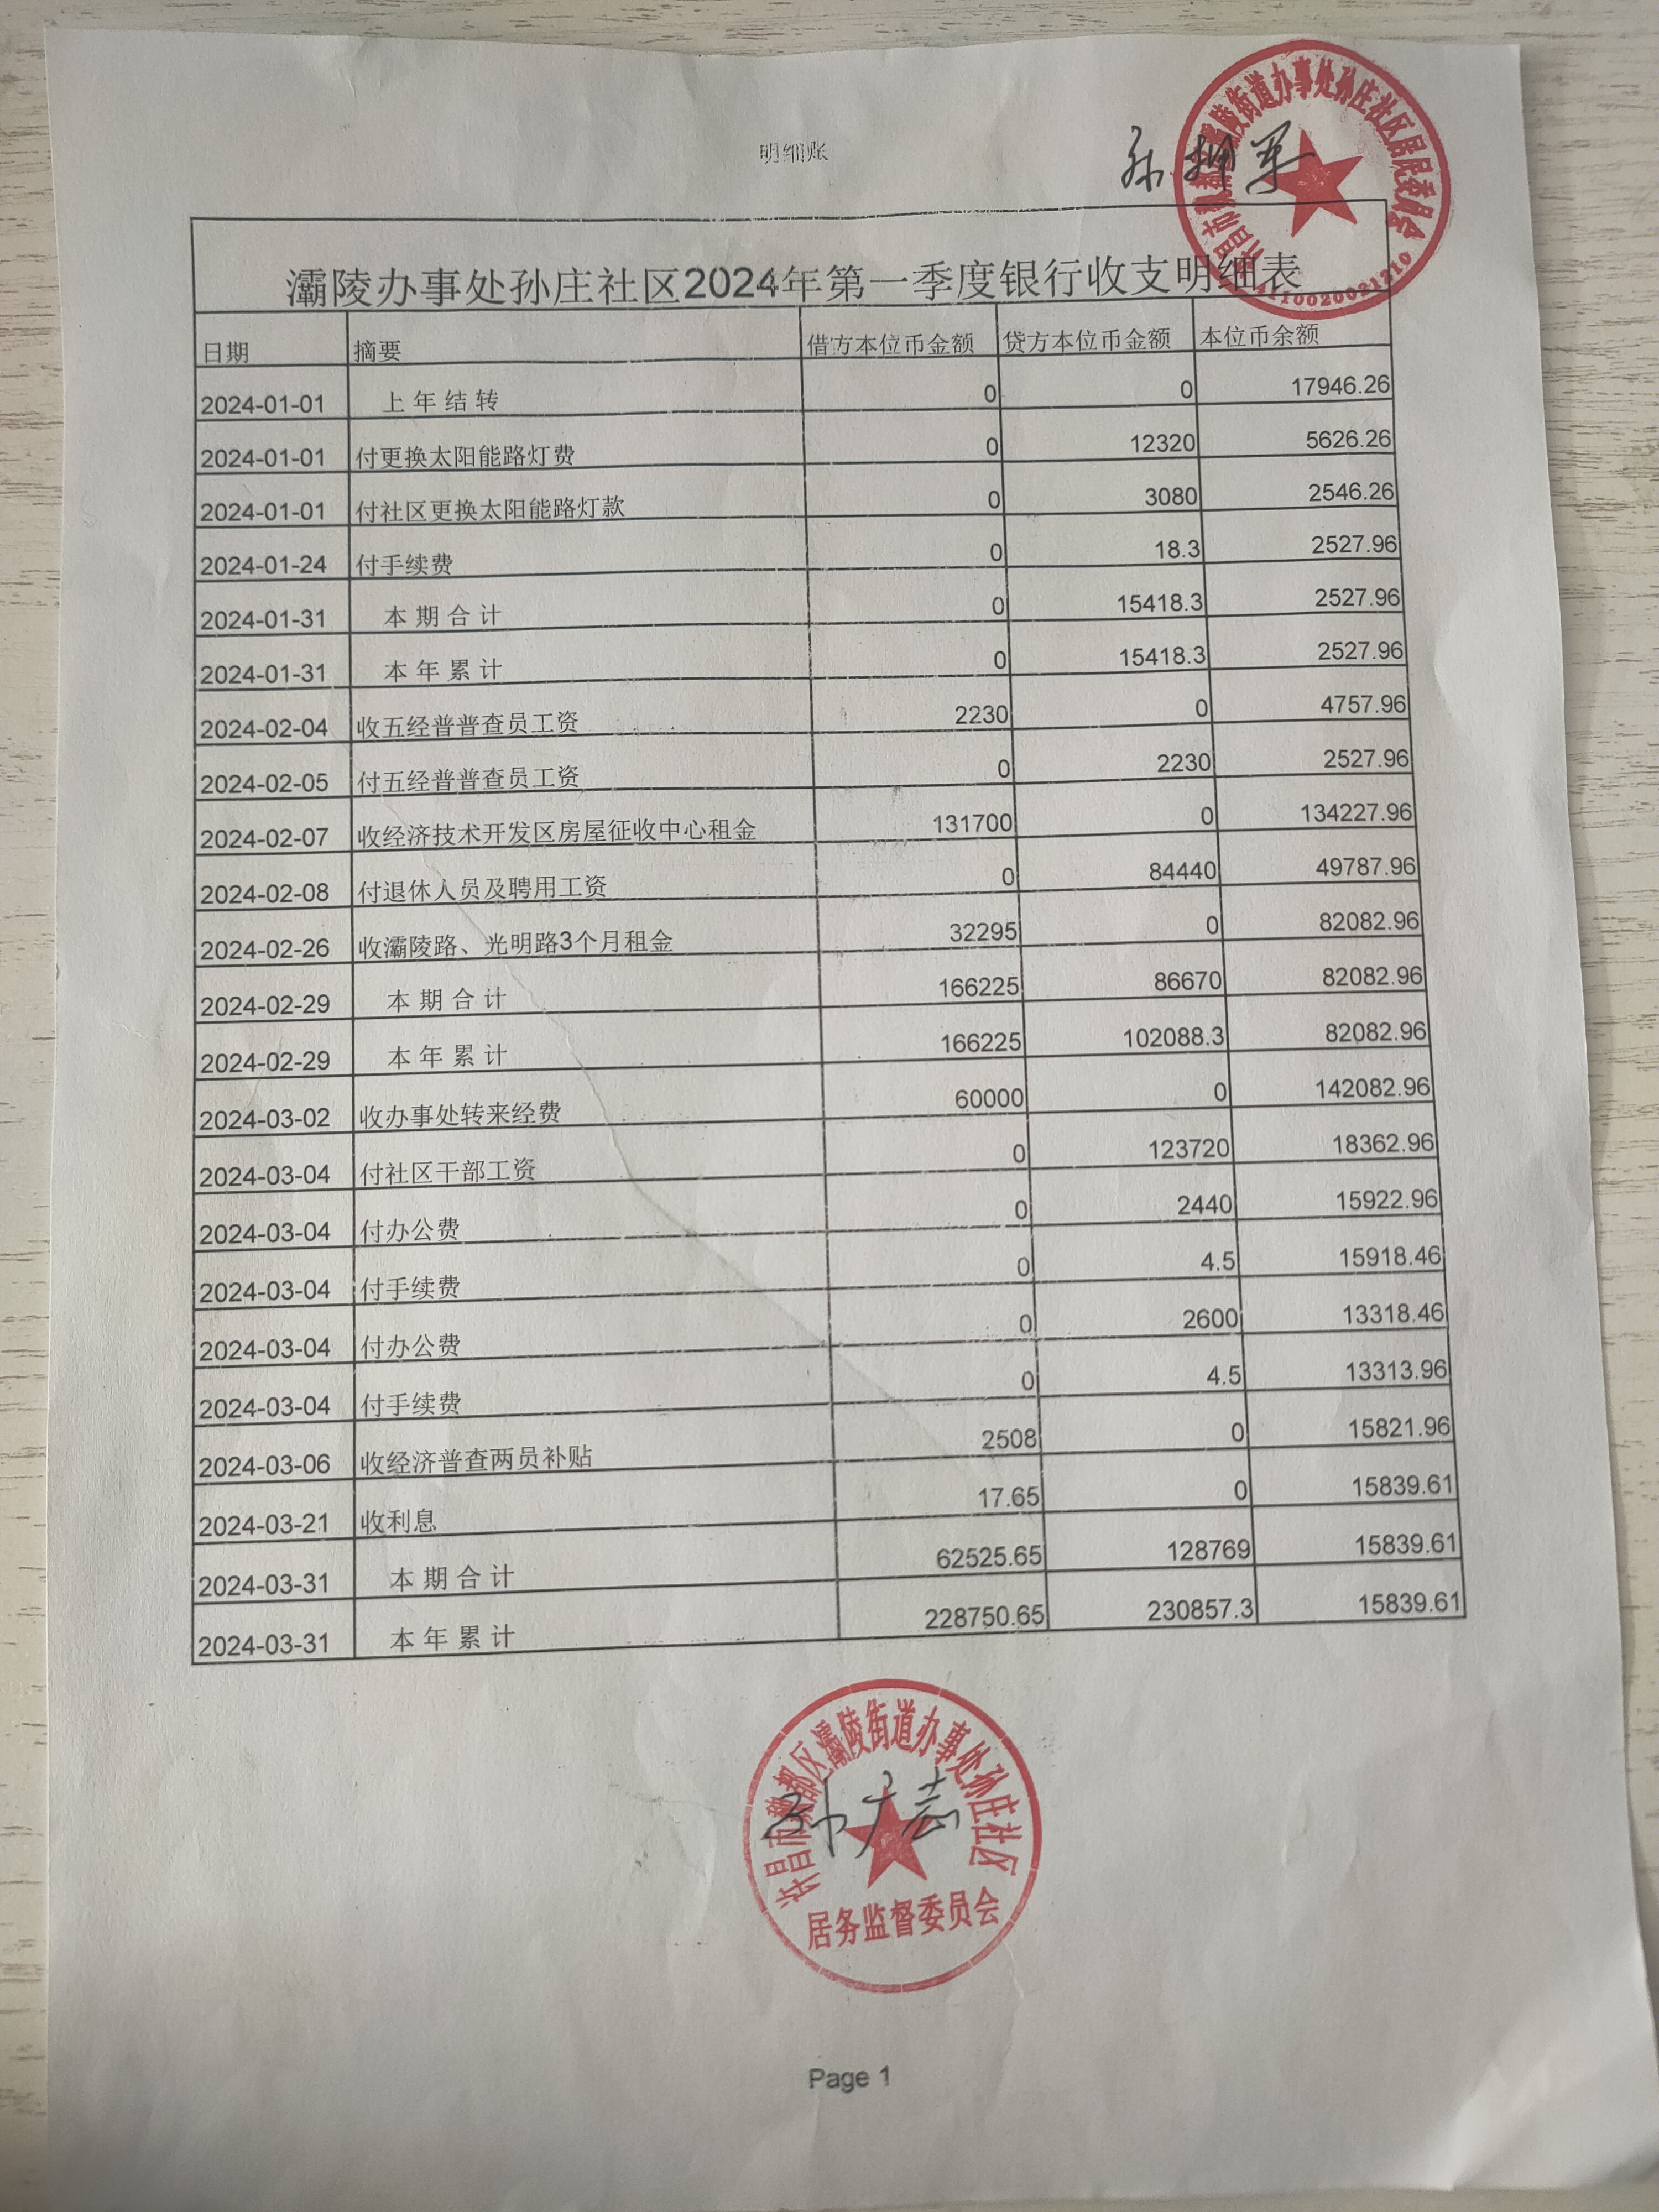 明细账
灞陵办事处孙庄社区2024年第一季度银行收支明细表
日期 摘要 借方本位币金额 贷方本位币金额 本位币余额
2024-01-01 上年结转 0 0 17946.26
2024-01-01 付更换太阳能路灯费 0 12320 5626.26
2024-01-01 付社区更换太阳能路灯款 0 3080 2546.26
2024-01-24 付手续费 0 18.3 2527.96
2024-01-31 本期合计 0 15418.3 2527.96
2024-01-31 本年累计 0 15418.3 2527.96
2024-02-04 收五经普普查员工资 2230 0 4757.96
2024-02-05 付五经普普查员工资 0 2230 2527.96
2024-02-07 收经济技术开发区房屋征收中心租金 131700 0 134227.96
2024-02-08 付退休人员及聘用工资 0 84440 49787.96
2024-02-26 收灞陵路、光明路3个月租金 32295 0 82082.96
2024-02-29 本期合计 166225 86670 82082.96
2024-02-29 本年累计 166225 102088.3 82082.96
2024-03-02 收办事处转来经费 60000 0 142082.96
2024-03-04 付社区干部工资 0 123720 18362.96
2024-03-04 付办公费 0 2440 15922.96
2024-03-04 付手续费 0 4.5 15918.46
2024-03-04 付办公费 0 2600 13318.46
2024-03-04 付手续费 0 4.5 13313.96
2024-03-06 收经济普查两员补贴 2508 0 15821.96
2024-03-21 收利息 17.65 0 15839.61
2024-03-31 本期合计 62525.65 128769 15839.61
2024-03-31 本年累计 228750.65 230857.3 15839.61
许昌市魏都区灞陵街道办事处孙庄社区
孙广志
居务监督委员会
Page 1